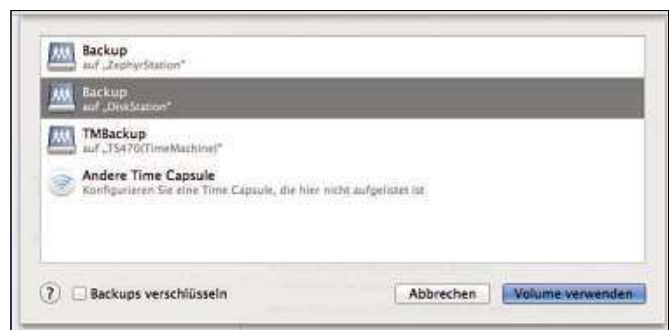 Backup
auf „ZephyrStation"
Backup
auf „DiskStation"
TMBackup
auf „TS470(TimeMachine)"
Andere Time Capsule
Konfigurieren Sie eine Time Capsule, die hier nicht aufgelistet ist
? Backups verschlüsseln Abbrechen Volume verwenden